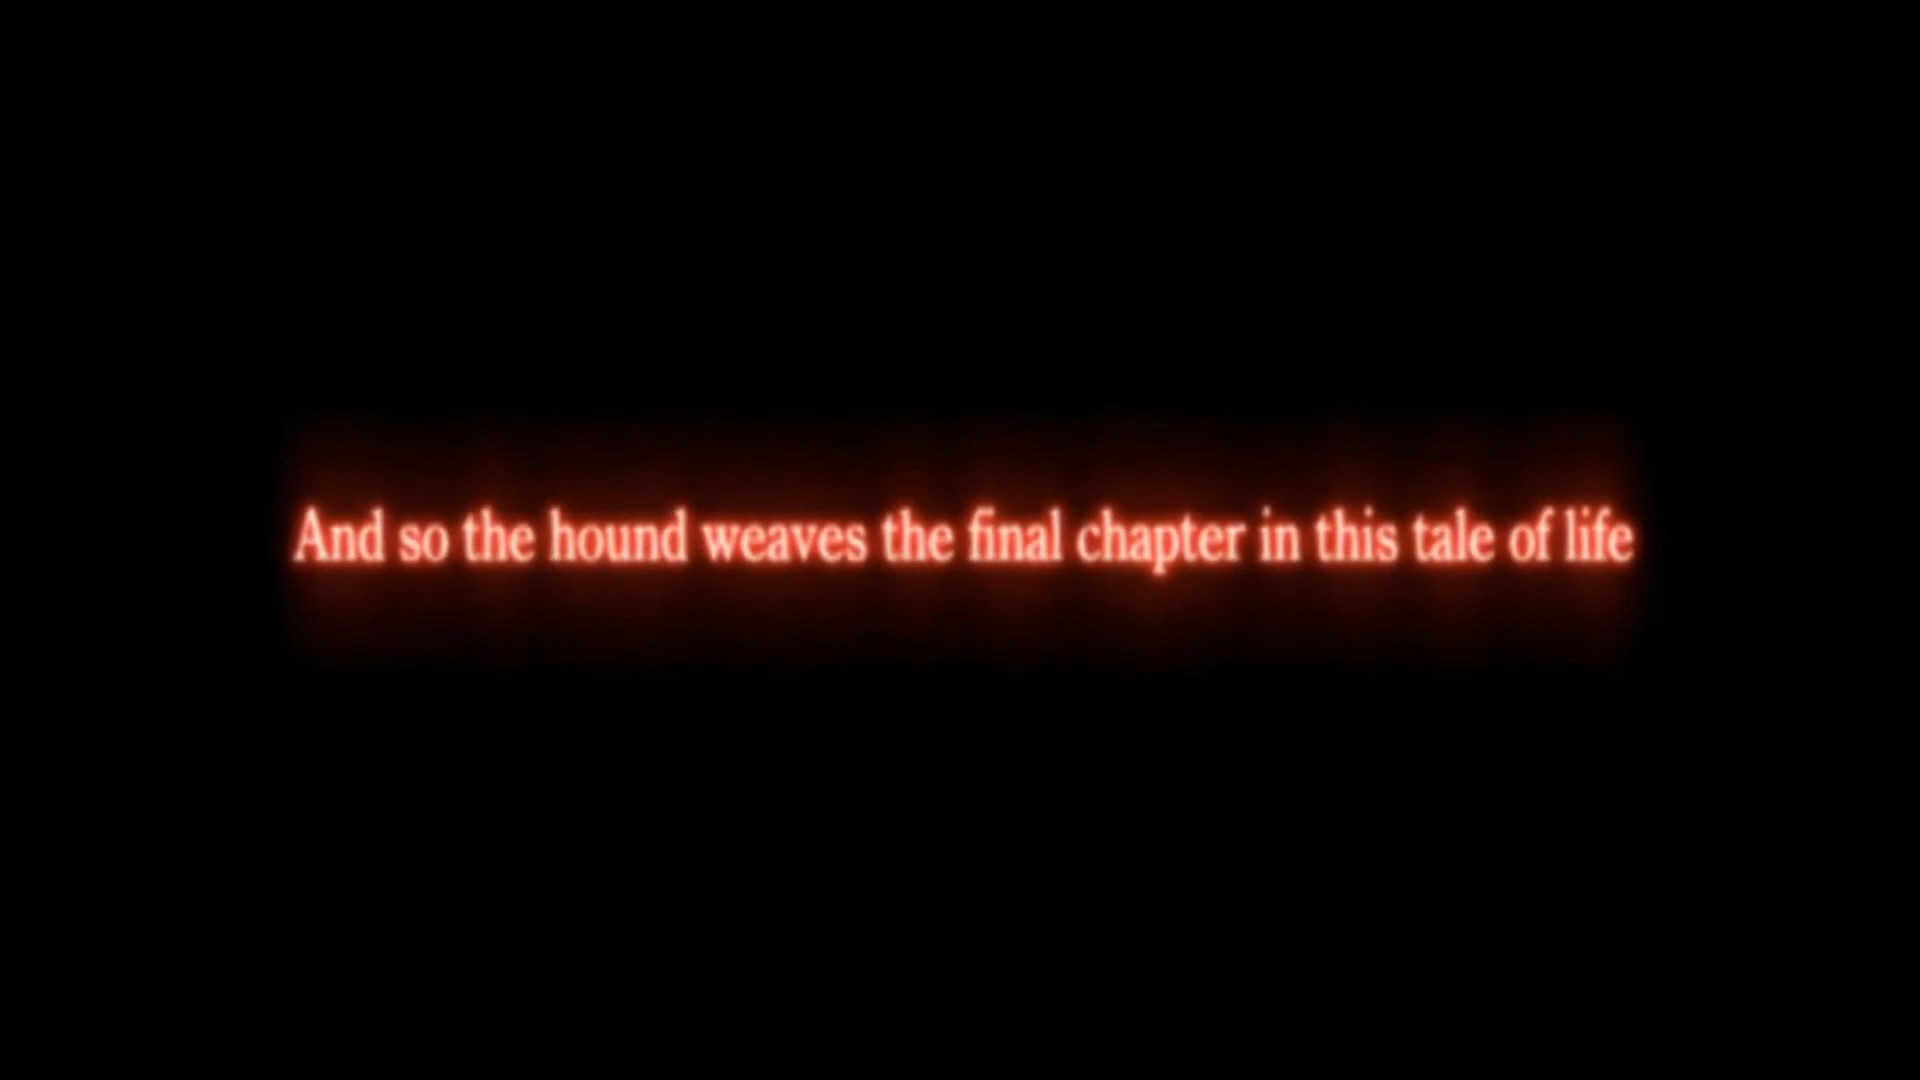 And so the hound weaves the final chapter in this tale of life